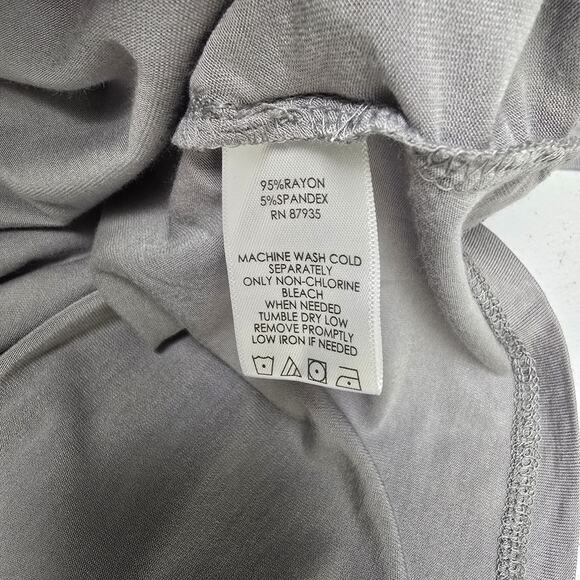 95%RAYON
5%SPANDEX
RN 87935
MACHINE WASH COLD
SEPARATELY
ONLY NON-CHLORINE
BLEACH
WHEN NEEDED
TUMBLE DRY LOW
REMOVE PROMPTLY
LOW IRON IF NEEDED